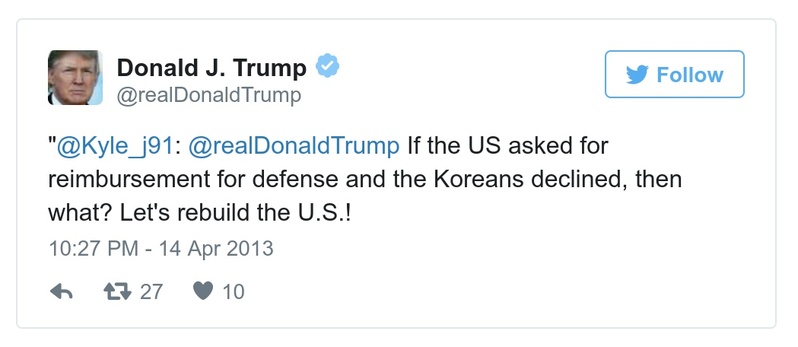 Donald J. Trump
@realDonaldTrump
Follow
"@Kyle_j91: @realDonaldTrump If the US asked for
reimbursement for defense and the Koreans declined, then
what? Let's rebuild the U.S.!
10:27 PM - 14 Apr 2013
27 10